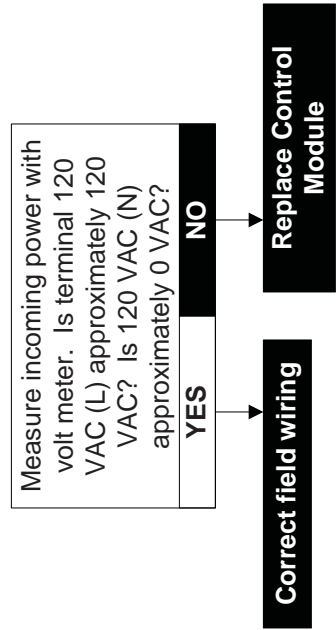 Measure incoming power with
volt meter. Is terminal 120
VAC (L) approximately 120
VAC? Is 120 VAC (N)
approximately 0 VAC?
YES
NO
Correct field wiring
Replace Control
Module